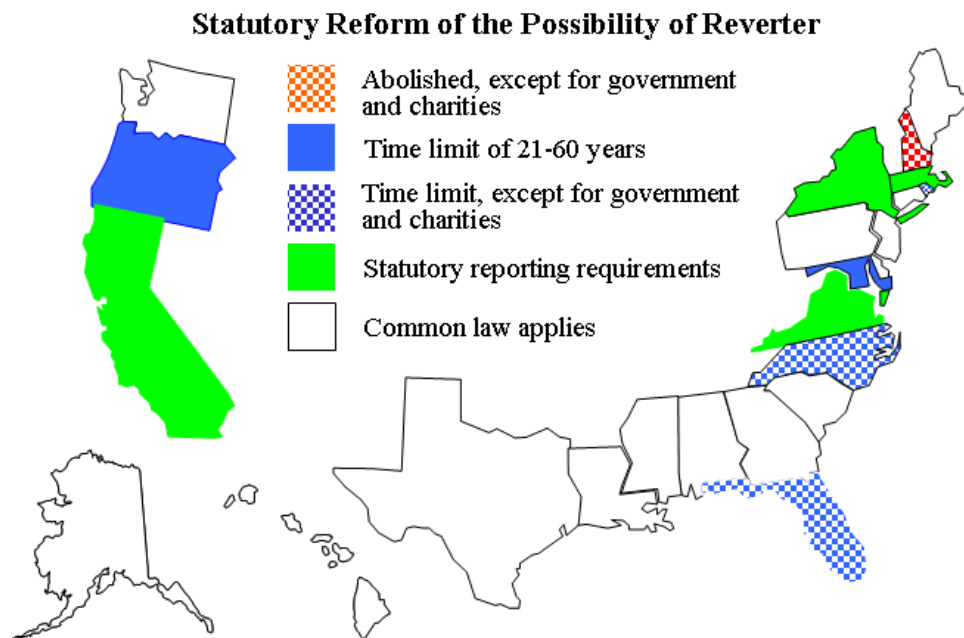 Statutory Reform of the Possibility of Reverter
Abolished, except for government
and charities
Time limit of 21-60 years
Time limit, except for government
and charities
Statutory reporting requirements
Common law applies